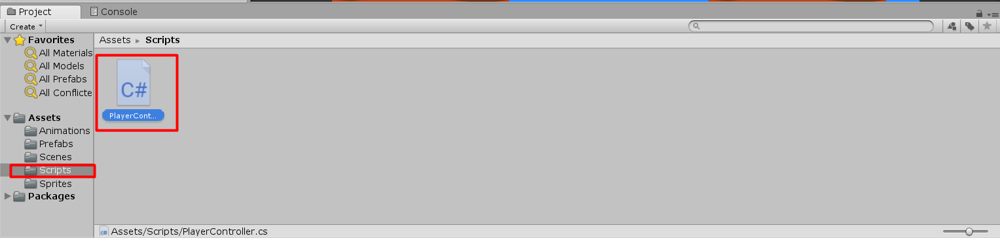 Project
Console
Create
Favorites
All Materials
All Models
All Prefabs
All Conflicte
Assets
Animations
Prefabs
Scenes
Scripts
Sprites
Packages
Assets ▸ Scripts
C#
PlayerCont...
Assets/Scripts/PlayerController.cs